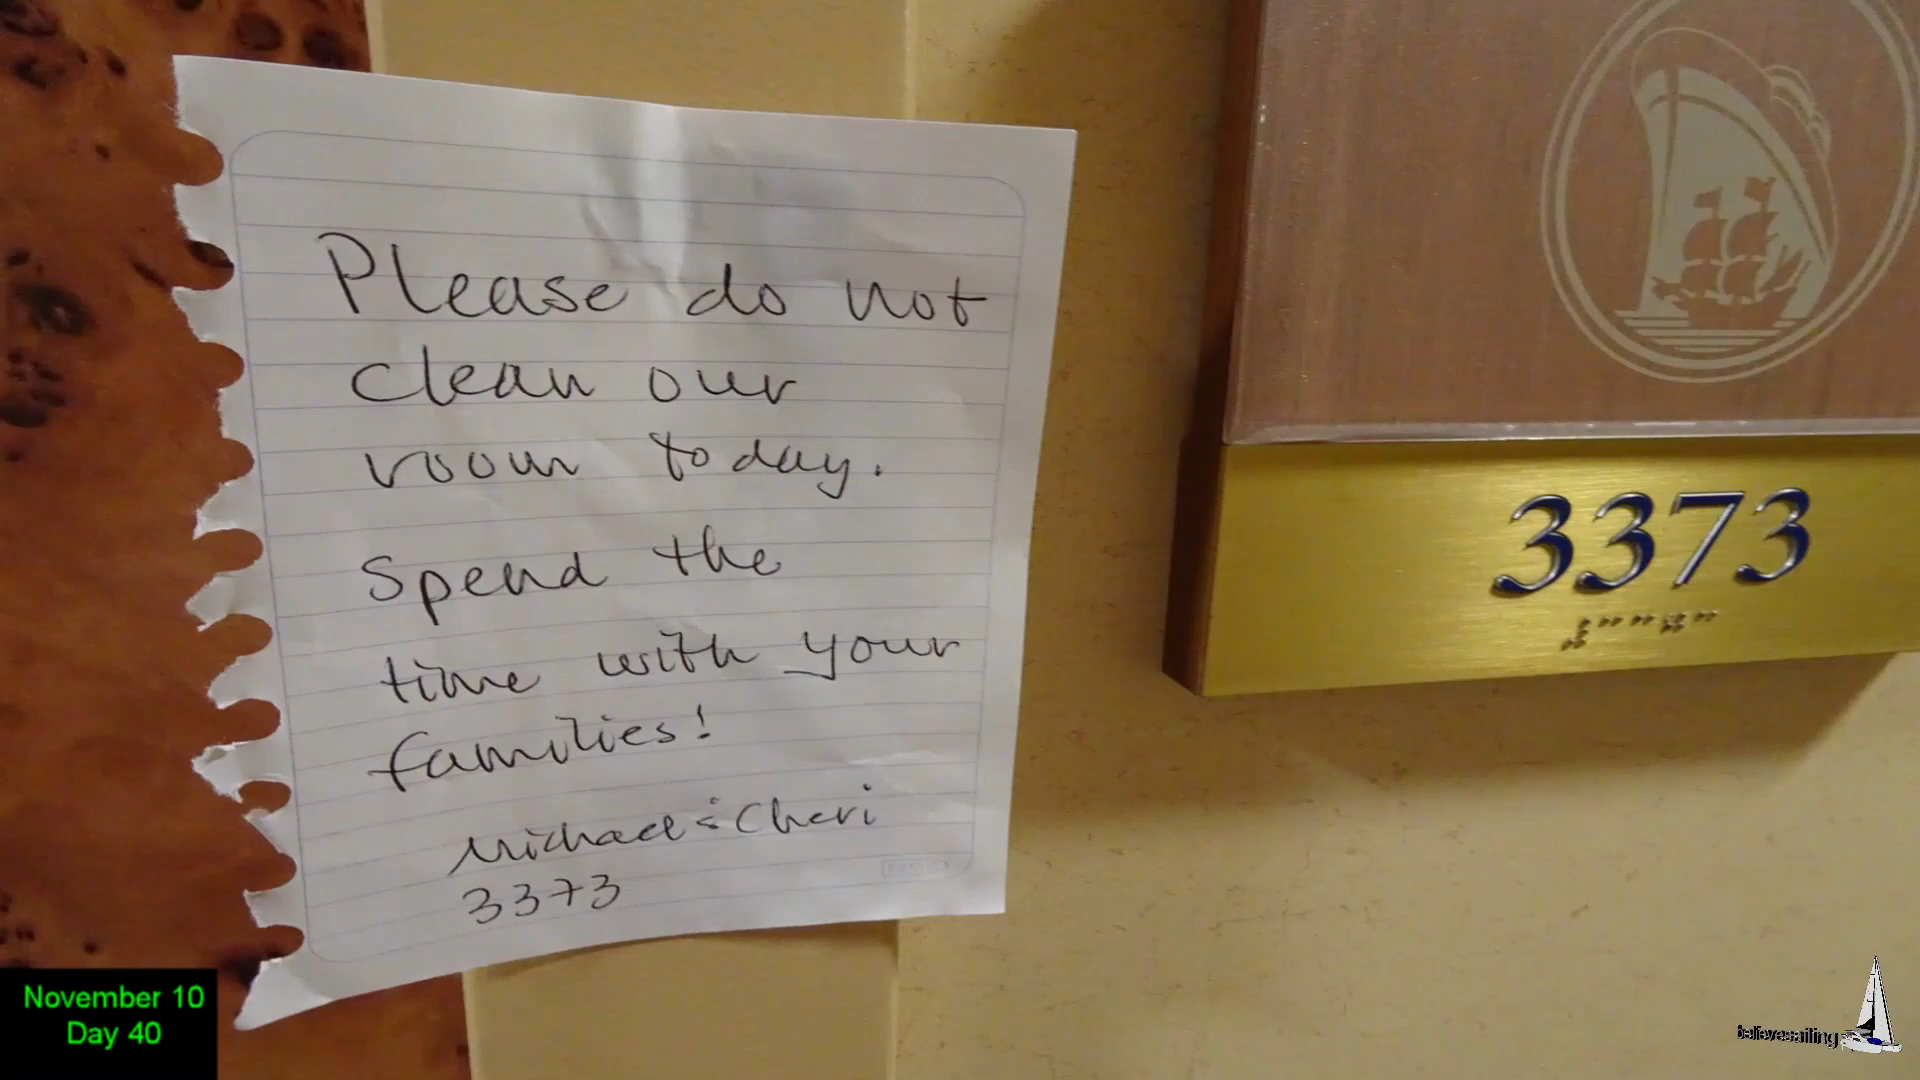 Please do not
clean our
room today.
Spend the
time with your
families!
Michael & Cheri
3373
3373
November 10
Day 40
believesailing